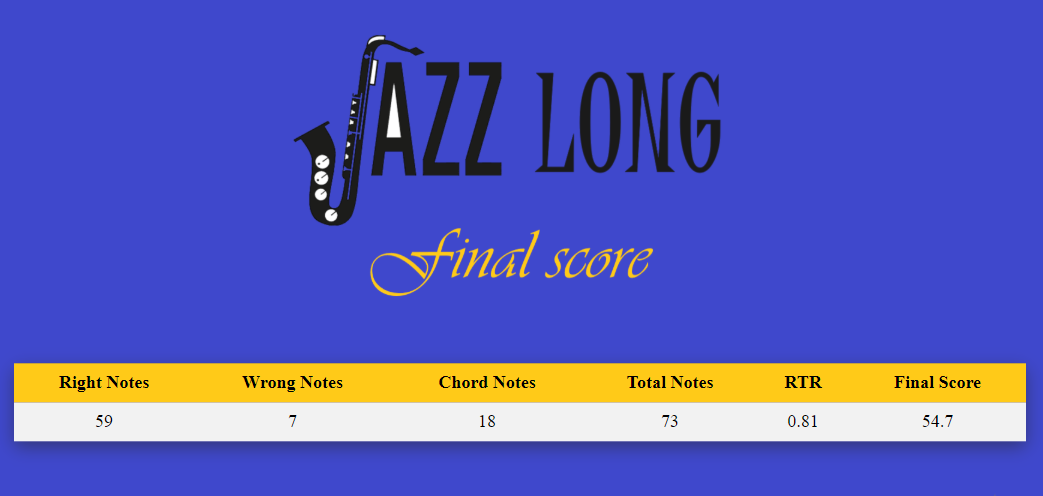 JAZZ LONG
Final score
Right Notes Wrong Notes Chord Notes Total Notes RTR Final Score
59 7 18 73 0.81 54.7